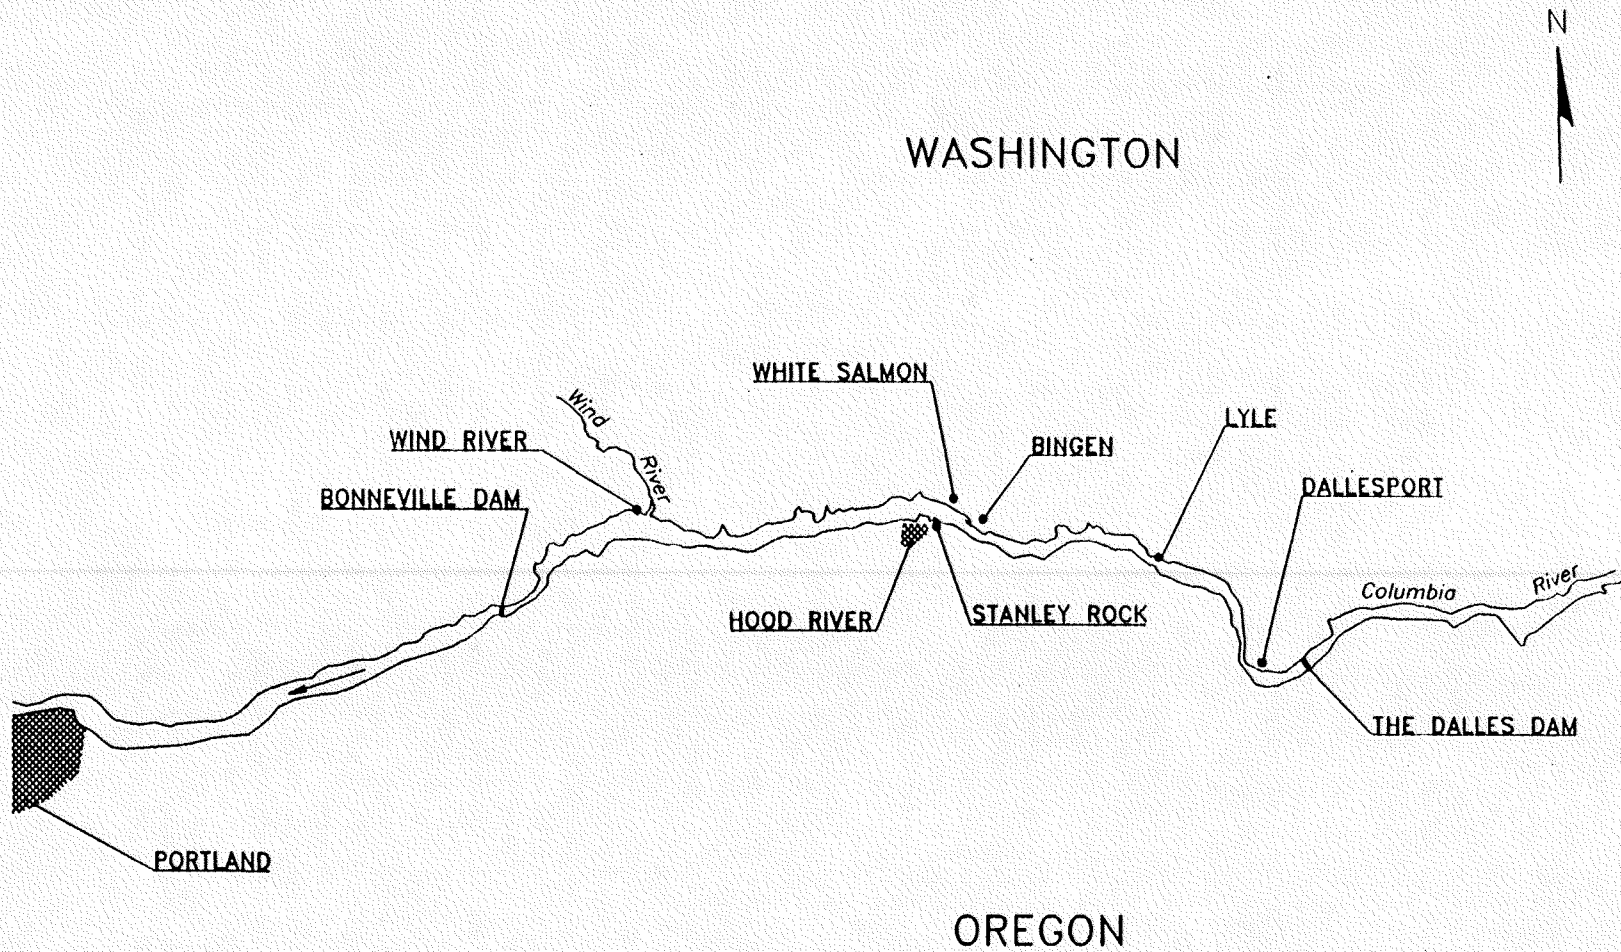 N
WASHINGTON
WHITE SALMON
Wind
River
WIND RIVER
LYLE
BINGEN
BONNEVILLE DAM
DALLESPORT
Columbia
River
HOOD RIVER
STANLEY ROCK
THE DALLES DAM
PORTLAND
OREGON